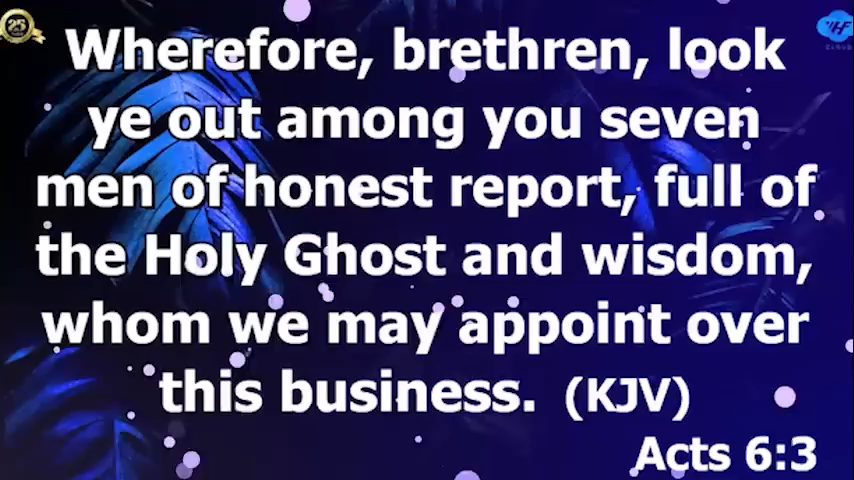 25
Wherefore, brethren, look
ye out among you seven
men of honest report, full of
the Holy Ghost and wisdom,
whom we may appoint over
this business. (KJV)
Acts 6:3